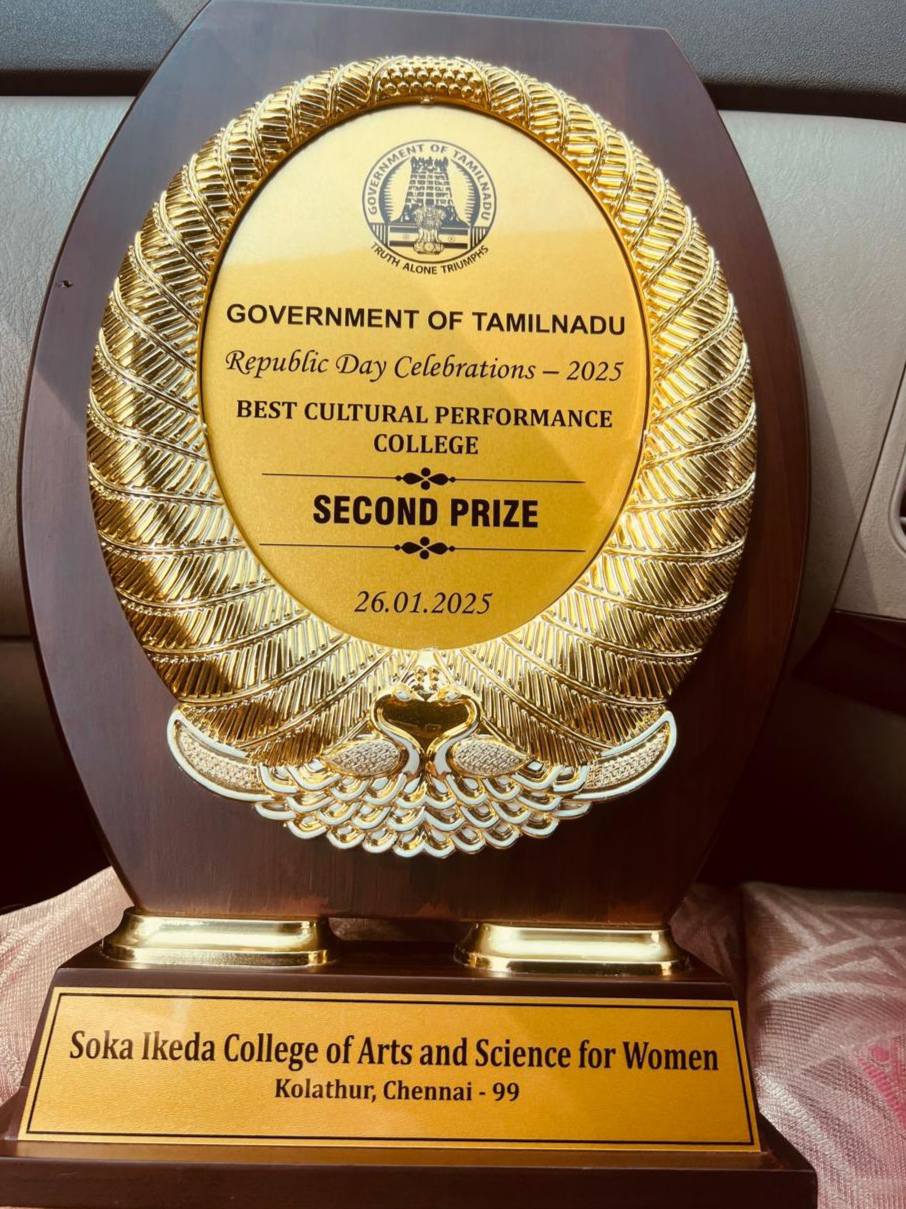 GOVERNMENT OF TAMILNADU
TRUTH ALONE TRIUMPHS
GOVERNMENT OF TAMILNADU
Republic Day Celebrations – 2025
BEST CULTURAL PERFORMANCE
COLLEGE
SECOND PRIZE
26.01.2025
Soka Ikeda College of Arts and Science for Women
Kolathur, Chennai - 99